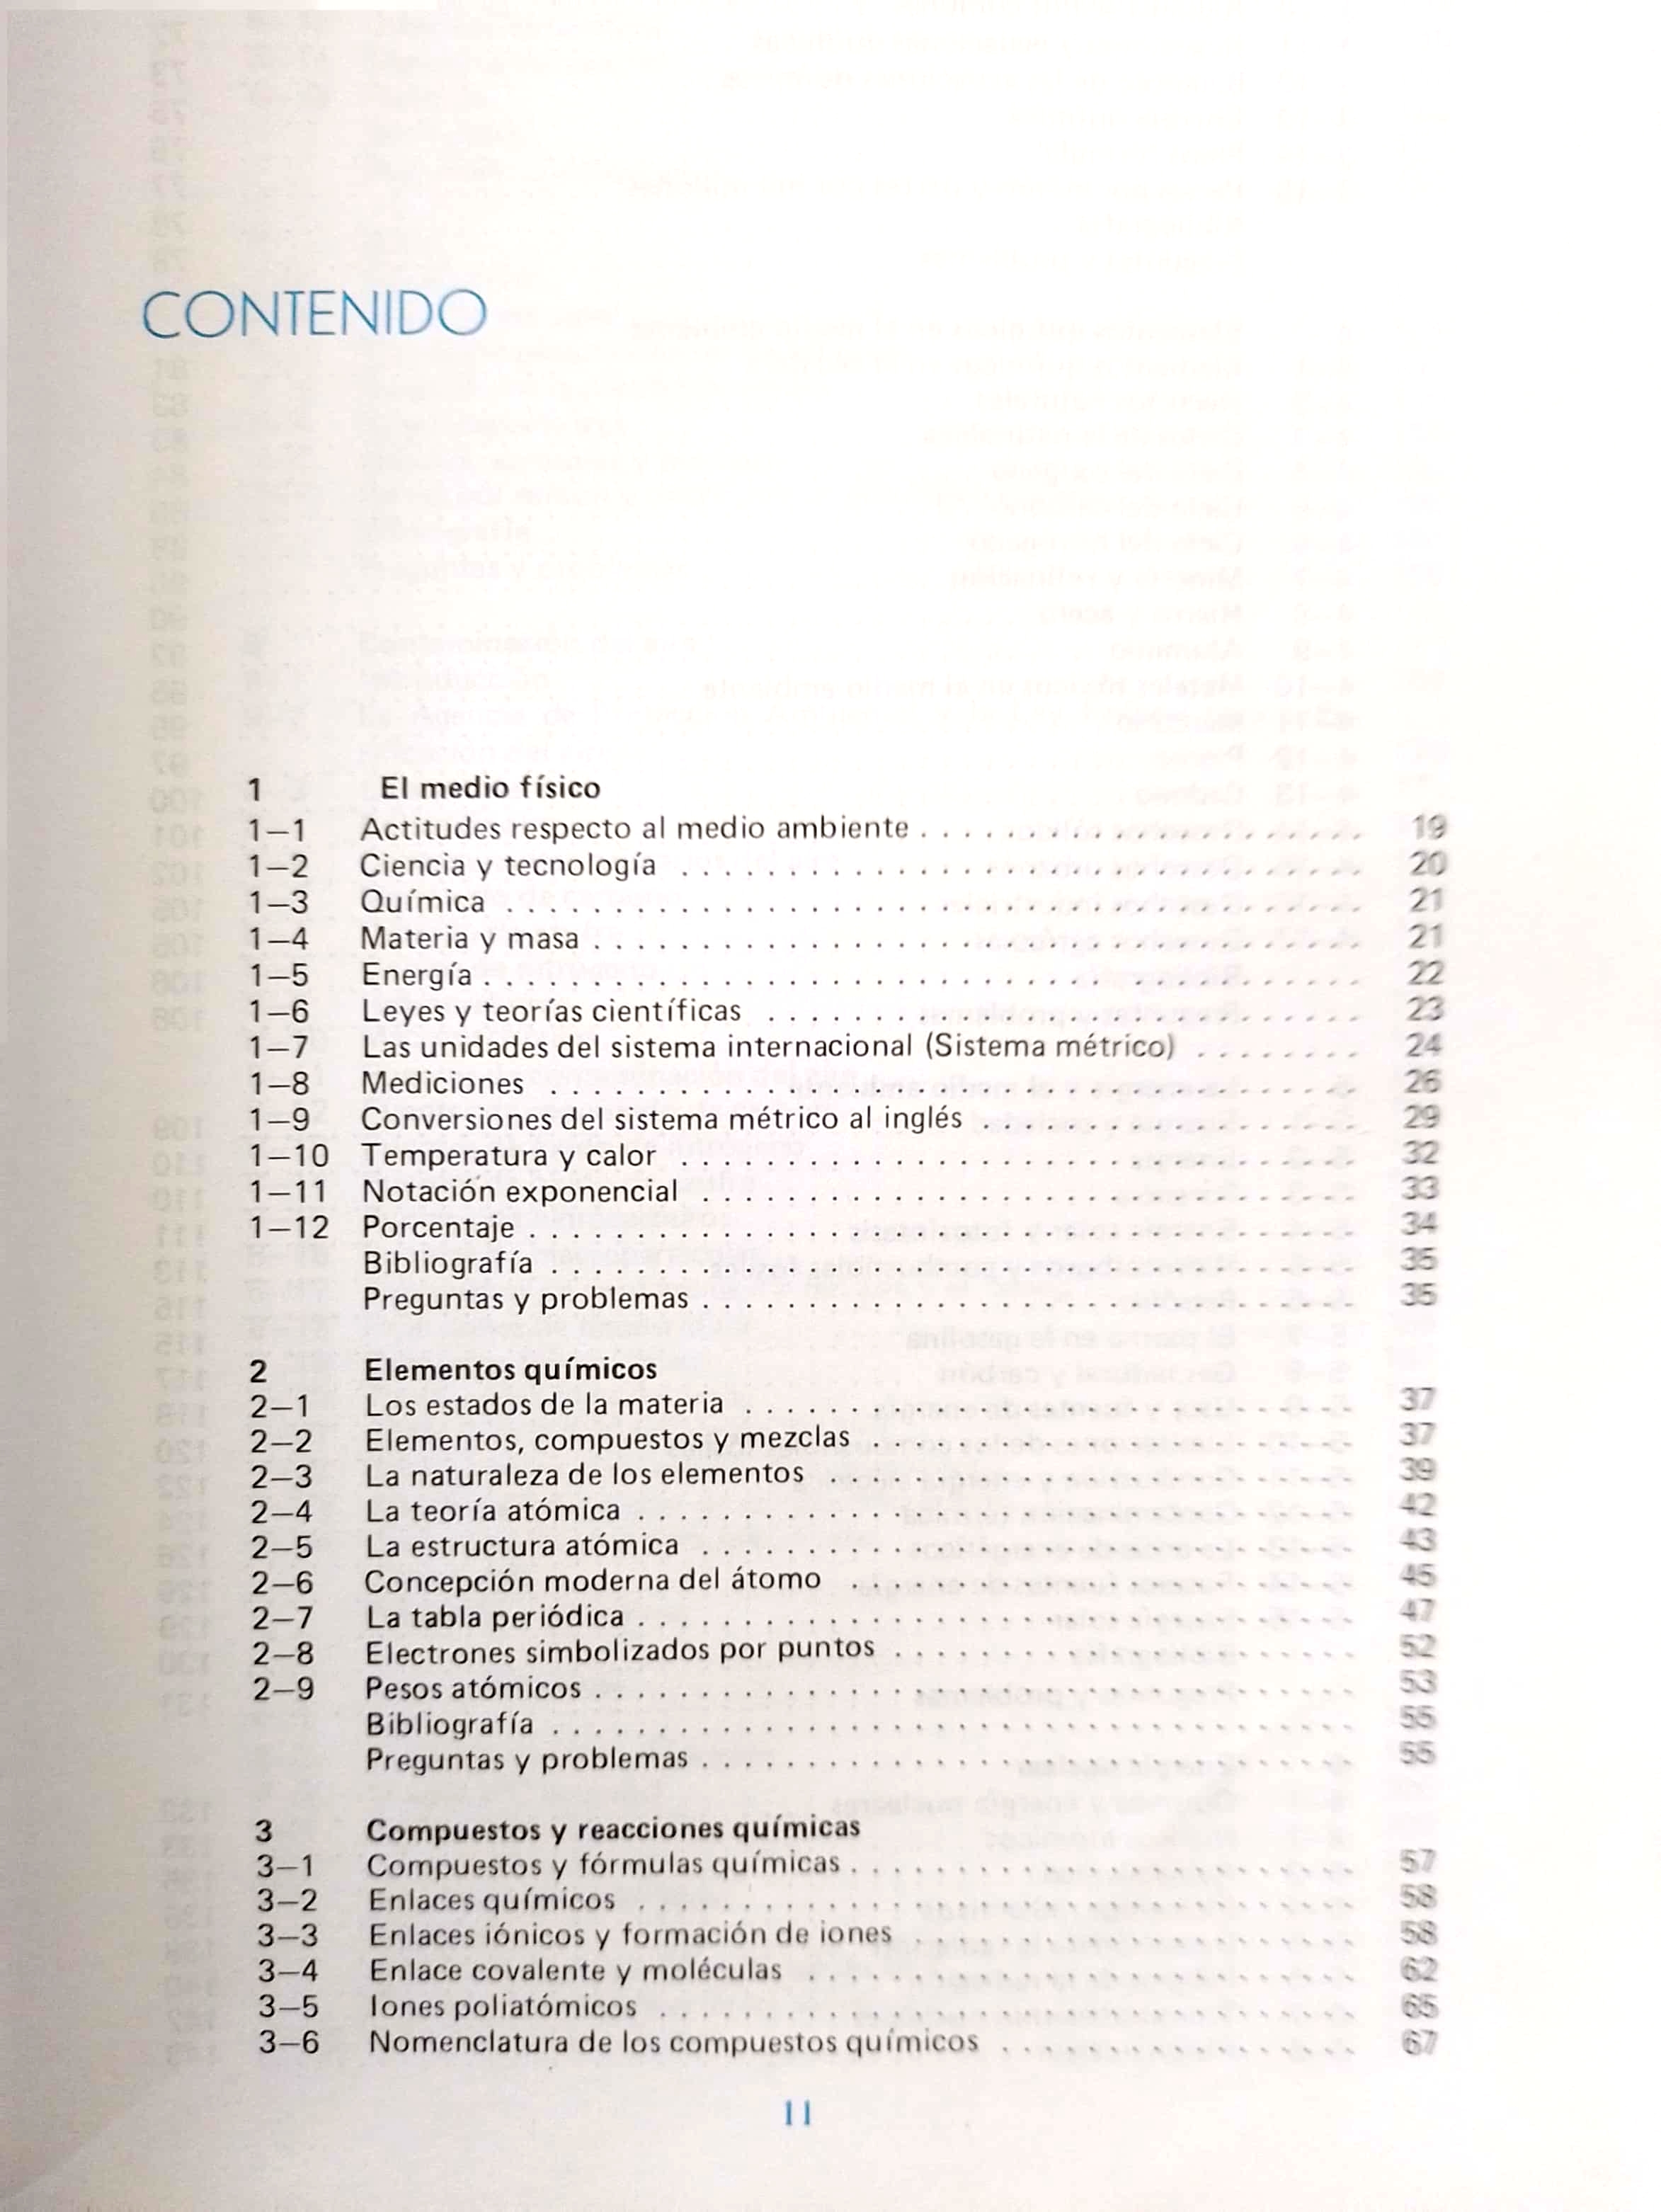 CONTENIDO
1 El medio físico
1—1 Actitudes respecto al medio ambiente . . . . . . . . . . . . . . . . . . . . . 19
1—2 Ciencia y tecnología . . . . . . . . . . . . . . . . . . . . . . . . . . . . . 20
1—3 Química . . . . . . . . . . . . . . . . . . . . . . . . . . . . . . 21
1—4 Materia y masa . . . . . . . . . . . . . . . . . . . . . . . . . . . 21
1—5 Energía . . . . . . . . . . . . . . . . . . . . . . . . . . . . . . 22
1—6 Leyes y teorías científicas . . . . . . . . . . . . . . . . . . . . . 23
1—7 Las unidades del sistema internacional (Sistema métrico) . . . . . . . . 24
1—8 Mediciones . . . . . . . . . . . . . . . . . . . . . . . . . . . . 26
1—9 Conversiones del sistema métrico al inglés . . . . . . . . . . . . . . 29
1—10 Temperatura y calor . . . . . . . . . . . . . . . . . . . . . . . . 32
1—11 Notación exponencial . . . . . . . . . . . . . . . . . . . . . . . 33
1—12 Porcentaje . . . . . . . . . . . . . . . . . . . . . . . . . . . . . 34
Bibliografía . . . . . . . . . . . . . . . . . . . . . . . . . . . . 35
Preguntas y problemas . . . . . . . . . . . . . . . . . . . . . . . 35
2 Elementos químicos
2—1 Los estados de la materia . . . . . . . . . . . . . . . . . . . . . . 37
2—2 Elementos, compuestos y mezclas . . . . . . . . . . . . . . . . . 37
2—3 La naturaleza de los elementos . . . . . . . . . . . . . . . . . . . 39
2—4 La teoría atómica . . . . . . . . . . . . . . . . . . . . . . . . . 42
2—5 La estructura atómica . . . . . . . . . . . . . . . . . . . . . . . 43
2—6 Concepción moderna del átomo . . . . . . . . . . . . . . . . . . 45
2—7 La tabla periódica . . . . . . . . . . . . . . . . . . . . . . . . . 47
2—8 Electrones simbolizados por puntos . . . . . . . . . . . . . . . . . 52
2—9 Pesos atómicos . . . . . . . . . . . . . . . . . . . . . . . . . . . 53
Bibliografía . . . . . . . . . . . . . . . . . . . . . . . . . . . . 55
Preguntas y problemas . . . . . . . . . . . . . . . . . . . . . . . 55
3 Compuestos y reacciones químicas
3—1 Compuestos y fórmulas químicas . . . . . . . . . . . . . . . . . . 57
3—2 Enlaces químicos . . . . . . . . . . . . . . . . . . . . . . . . . 58
3—3 Enlaces iónicos y formación de iones . . . . . . . . . . . . . . . . 58
3—4 Enlace covalente y moléculas . . . . . . . . . . . . . . . . . . . . 62
3—5 Iones poliatómicos . . . . . . . . . . . . . . . . . . . . . . . . . 65
3—6 Nomenclatura de los compuestos químicos . . . . . . . . . . . . . 67
11